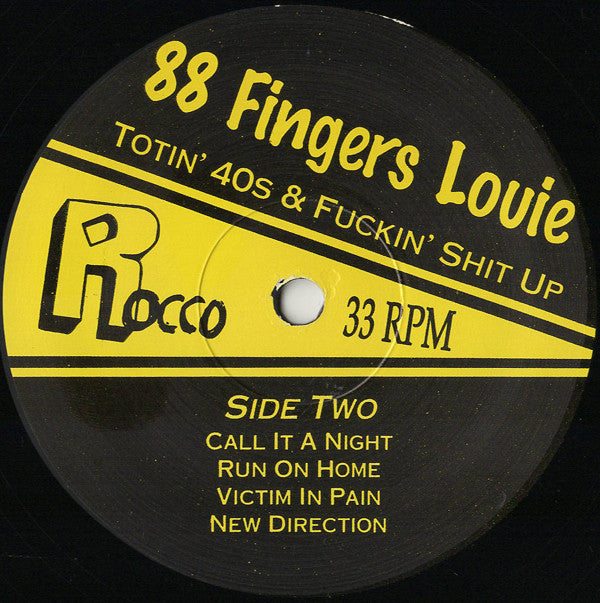 88 Fingers Louie
Totin' 40s & Fuckin' Shit Up
Rocco
33 RPM
Side Two
Call It A Night
Run On Home
Victim In Pain
New Direction